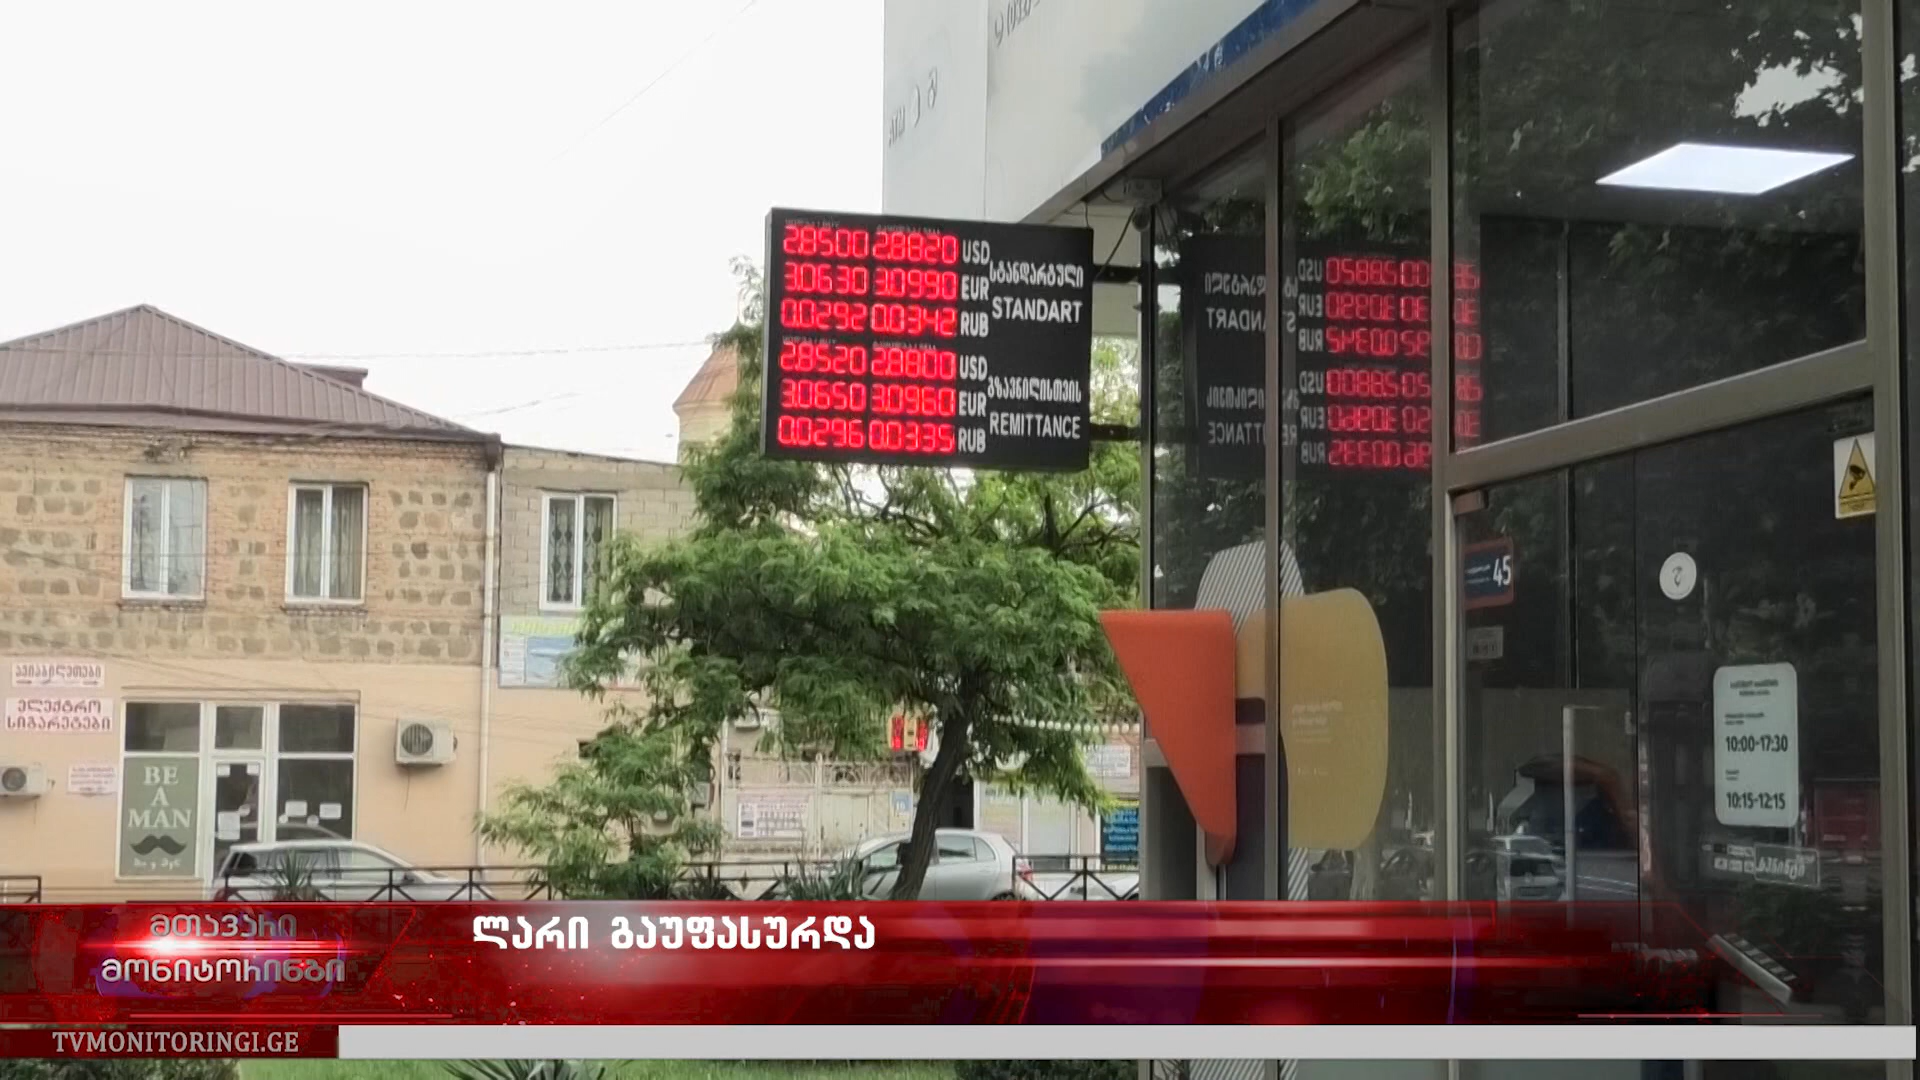 ATM
2.8500 2.8820 USD
3.0630 3.0990 EUR
0.0292 0.0342 RUB
სტანდარტული
STANDART
2.8520 2.8800 USD
3.0650 3.0960 EUR
0.0296 0.0335 RUB
გზავნილისთვის
REMITTANCE
45
10:00-17:30
10:15-12:15
ავიაბილეთები
ელექტრო
სიგარეტები
BE
A
MAN
მთავარი
მონიტორინგი
ლარი გაუფასურდა
TVMONITORINGI.GE